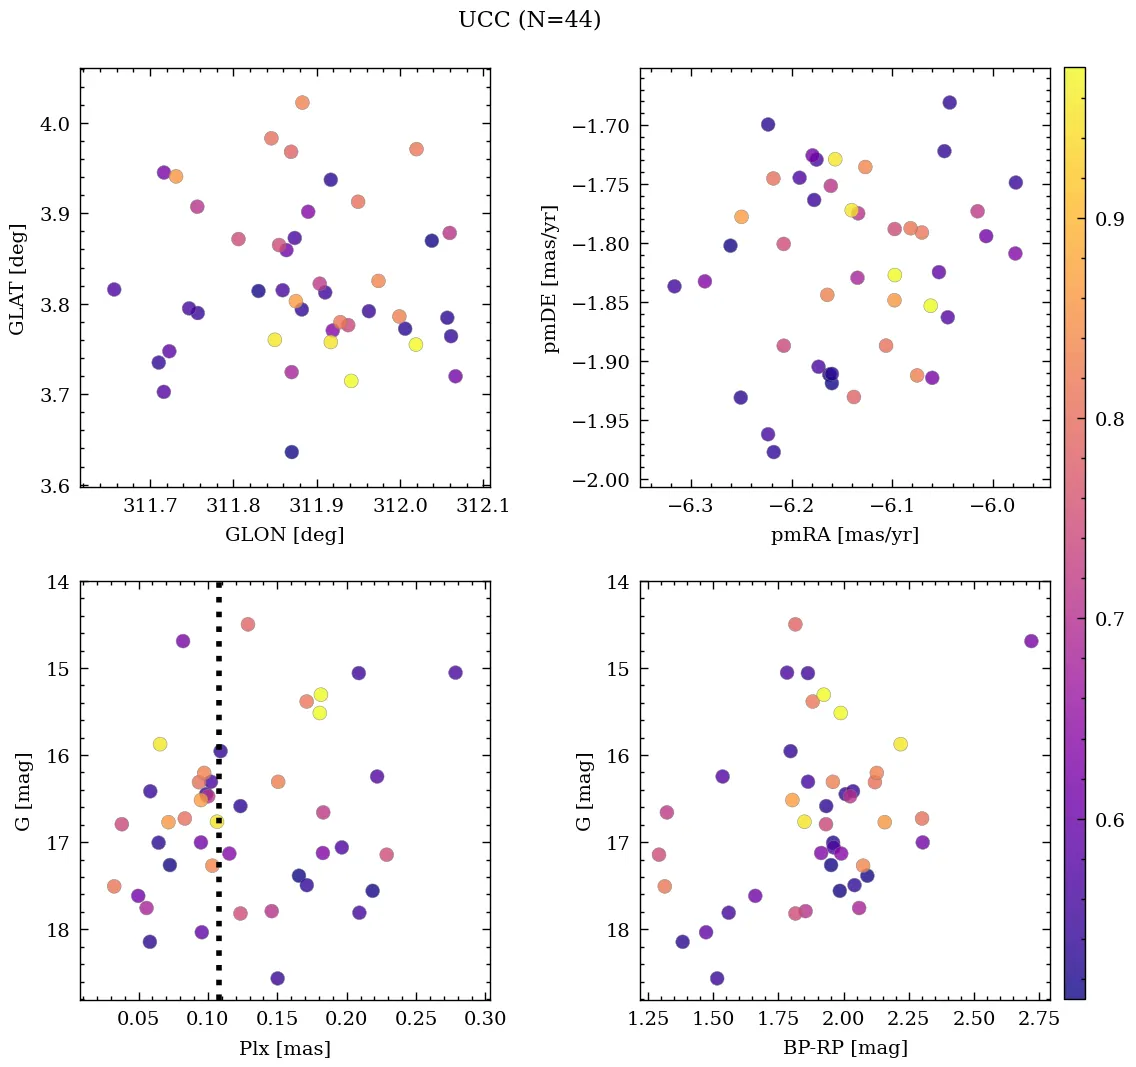 UCC (N=44)
4.0
3.9
3.8
3.7
3.6
GLAT [deg]
311.7 311.8 311.9 312.0 312.1
GLON [deg]
−1.70
−1.75
−1.80
−1.85
−1.90
−1.95
−2.00
pmDE [mas/yr]
−6.3 −6.2 −6.1 −6.0
pmRA [mas/yr]
0.9
0.8
0.7
0.6
14
15
16
17
18
G [mag]
0.05 0.10 0.15 0.20 0.25 0.30
Plx [mas]
14
15
16
17
18
G [mag]
1.25 1.50 1.75 2.00 2.25 2.50 2.75
BP-RP [mag]